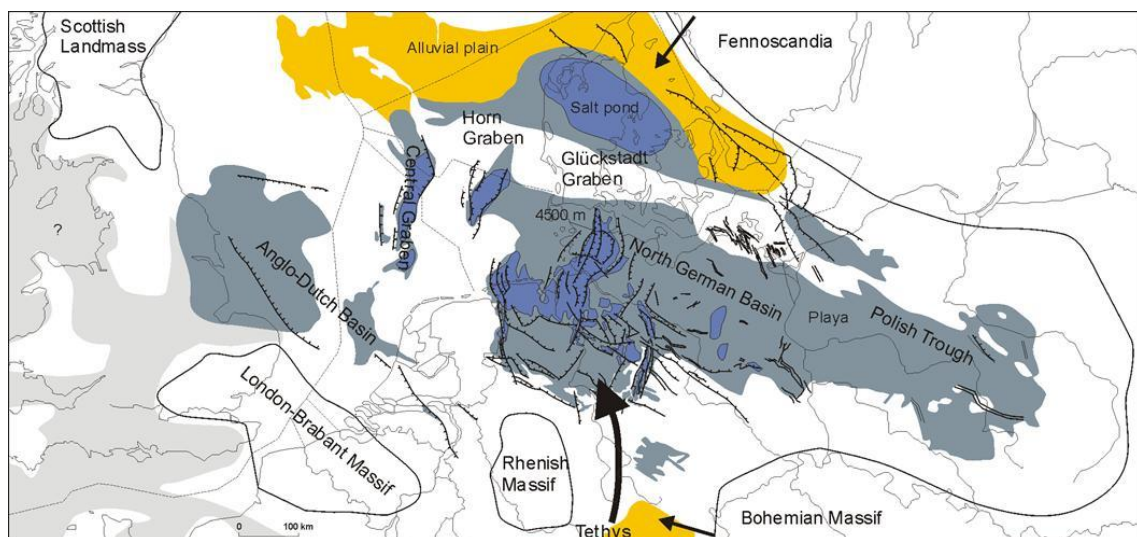 Scottish
Landmass
Alluvial plain
Fennoscandia
Salt pond
Horn
Graben
Glückstadt
Graben
Central Graben
4500 m
?
Anglo-Dutch Basin
North German Basin
Playa
Polish Trough
London-Brabant Massif
Rhenish
Massif
Bohemian Massif
Tethys
0
100 km